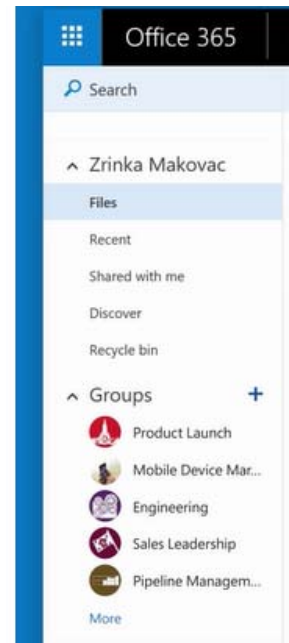 Office 365
Search
Zrinka Makovac
Files
Recent
Shared with me
Discover
Recycle bin
Groups +
Product Launch
Mobile Device Mar...
Engineering
Sales Leadership
Pipeline Managem...
More